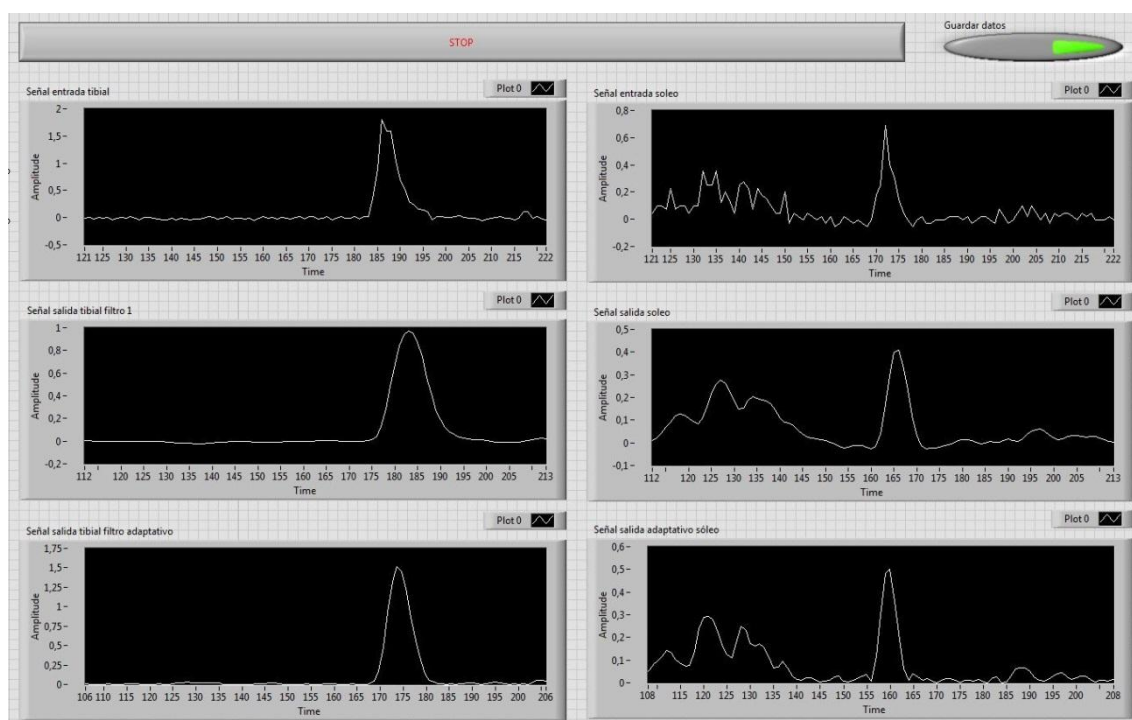 STOP
Guardar datos
Señal entrada tibial
Plot 0
2
1,5
1
0,5
0
-0,5
Amplitude
121 125 130 135 140 145 150 155 160 165 170 175 180 185 190 195 200 205 210 215 222
Time
Señal entrada soleo
Plot 0
0,8
0,6
0,4
0,2
0
-0,2
Amplitude
121 125 130 135 140 145 150 155 160 165 170 175 180 185 190 195 200 205 210 215 222
Time
Señal salida tibial filtro 1
Plot 0
1
0,8
0,6
0,4
0,2
0
-0,2
Amplitude
112 120 125 130 135 140 145 150 155 160 165 170 175 180 185 190 195 200 205 213
Time
Señal salida soleo
Plot 0
0,5
0,4
0,3
0,2
0,1
0
-0,1
Amplitude
112 120 125 130 135 140 145 150 155 160 165 170 175 180 185 190 195 200 205 213
Time
Señal salida tibial filtro adaptativo
Plot 0
1,75
1,5
1,25
1
0,75
0,5
0,25
0
Amplitude
106 110 115 120 125 130 135 140 145 150 155 160 165 170 175 180 185 190 195 200 206
Time
Señal salida adaptativo sóleo
Plot 0
0,6
0,5
0,4
0,3
0,2
0,1
0
Amplitude
108 115 120 125 130 135 140 145 150 155 160 165 170 175 180 185 190 195 200 208
Time